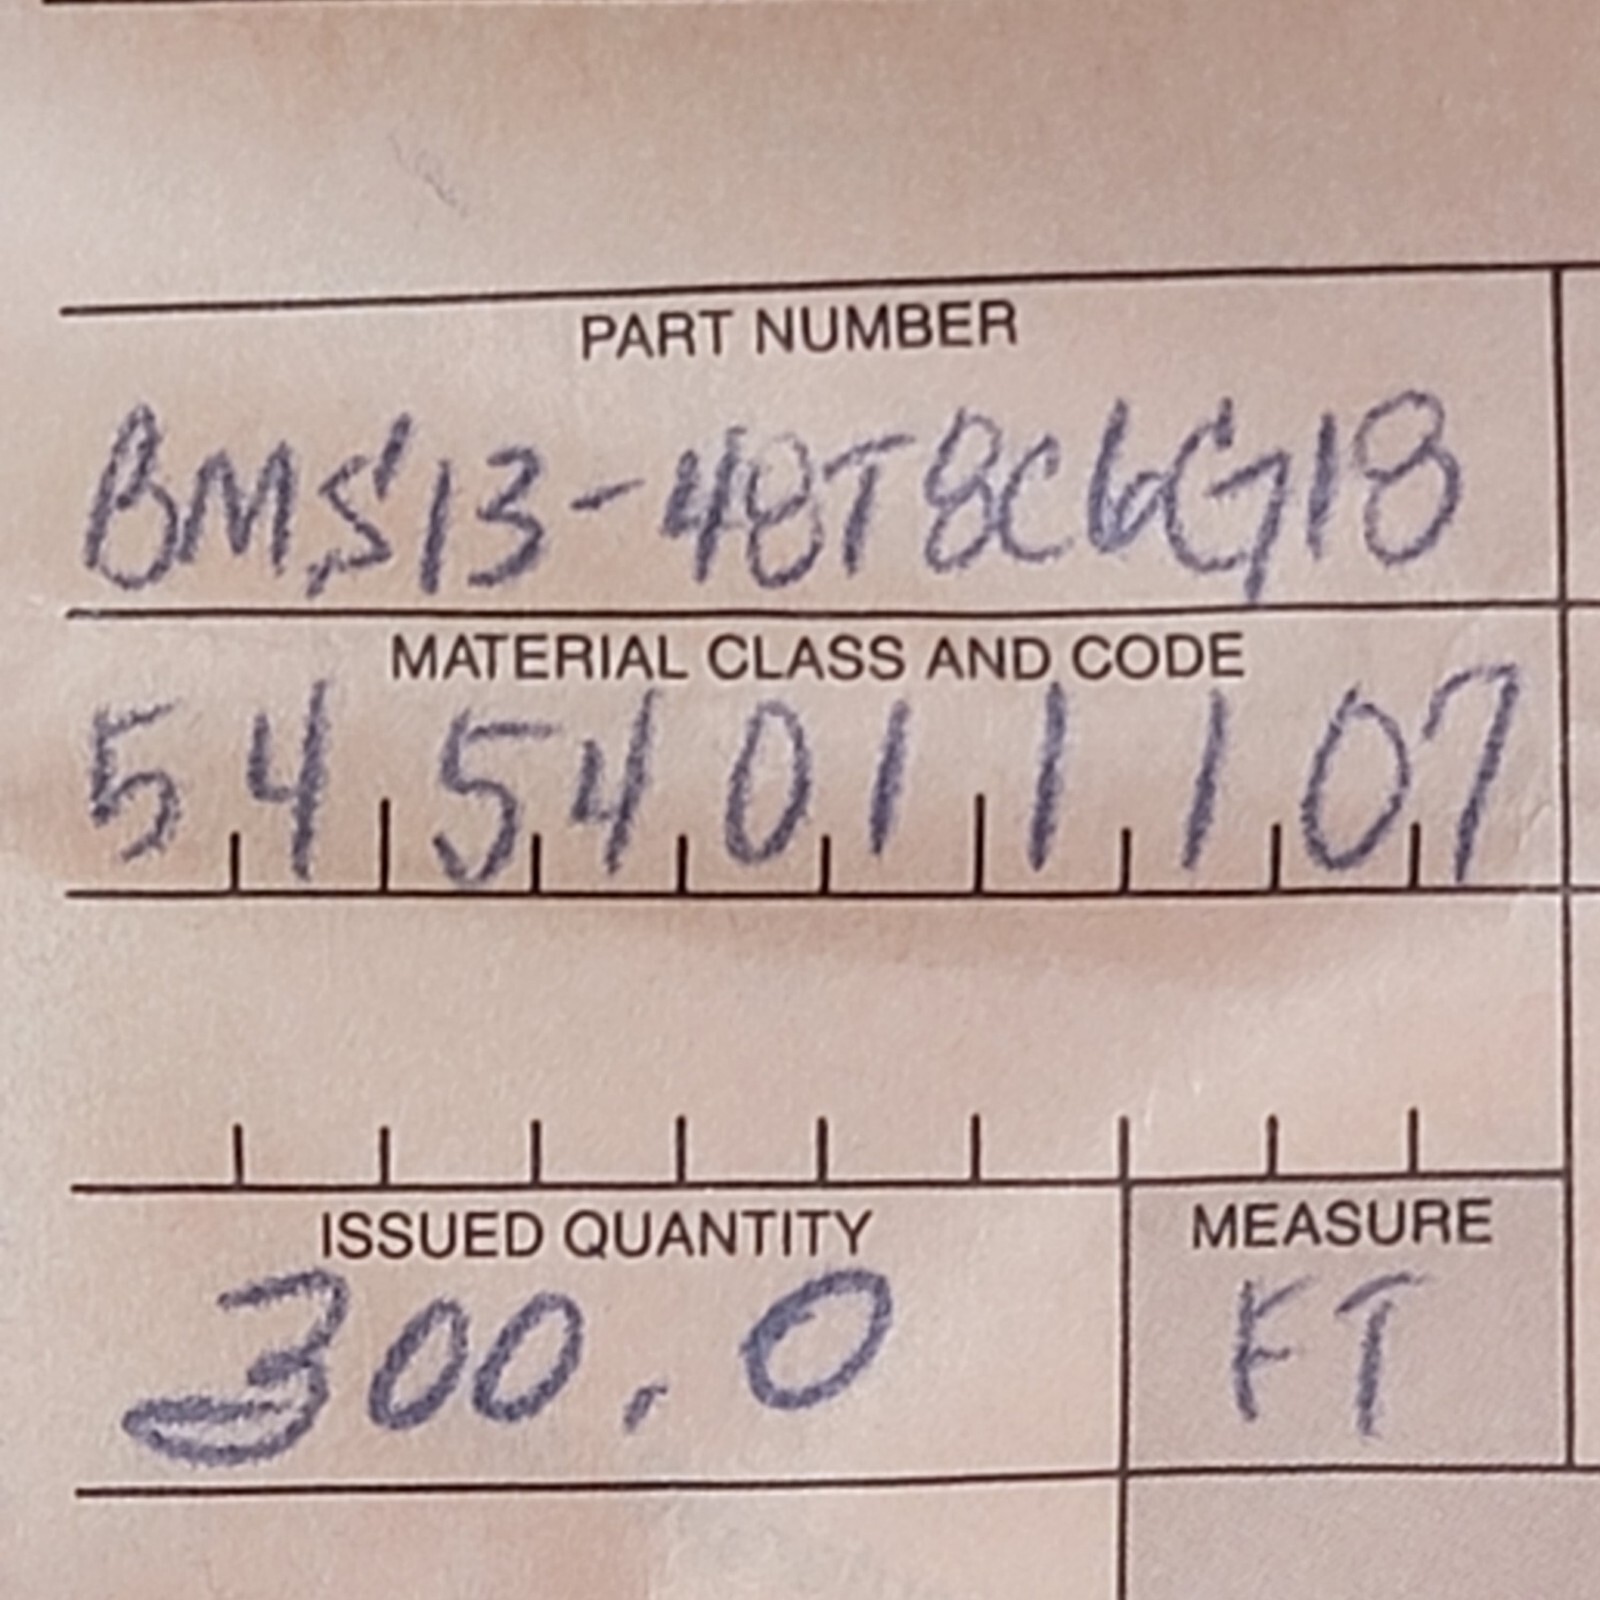 PART NUMBER
BMS13-48T8C6G18
MATERIAL CLASS AND CODE
5454011107
ISSUED QUANTITY
300.0
MEASURE
FT